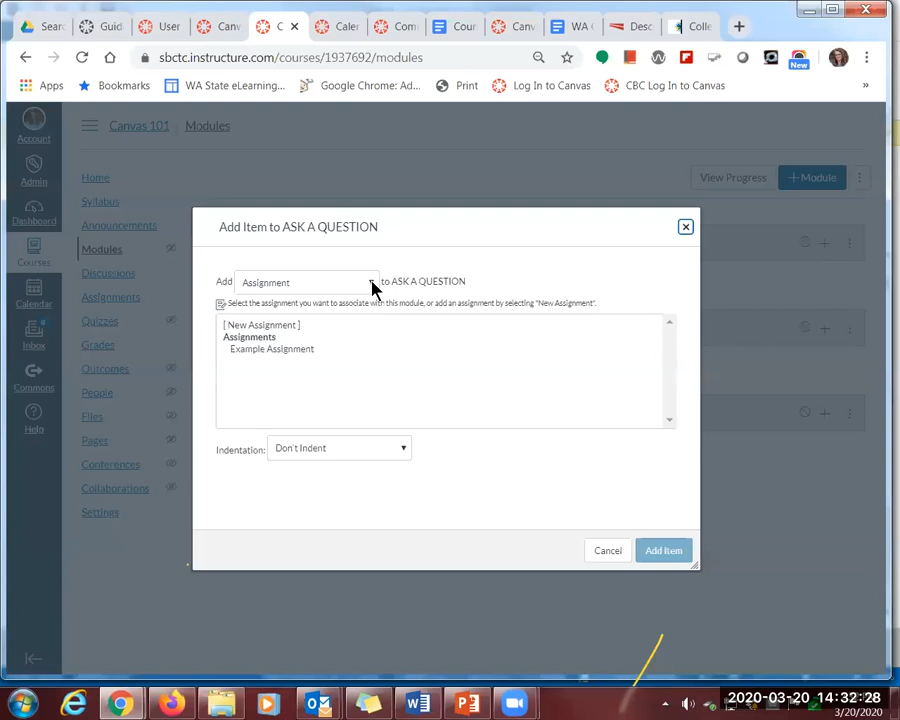 Sear
Guid
User
Canv
C
Caler
Com
Cour
Canv
WA C
Desc
Colle
sbctc.instructure.com/courses/1937692/modules
New
Apps
Bookmarks
WA State eLearning...
Google Chrome: Ad...
Print
Log In to Canvas
CBC Log In to Canvas
»
Account
Admin
Dashboard
Courses
Calendar
Inbox
Commons
Help
Canvas 101
Modules
Home
Syllabus
Announcements
Modules
Discussions
Assignments
Quizzes
Grades
Outcomes
People
Files
Pages
Conferences
Collaborations
Settings
View Progress
+Module
Add Item to ASK A QUESTION
Add Assignment to ASK A QUESTION
Select the assignment you want to associate with this module, or add an assignment by selecting "New Assignment".
[ New Assignment ]
Assignments
Example Assignment
Indentation: Don't Indent
Cancel
Add Item
2020-03-20 14:32:28
3/20/2020